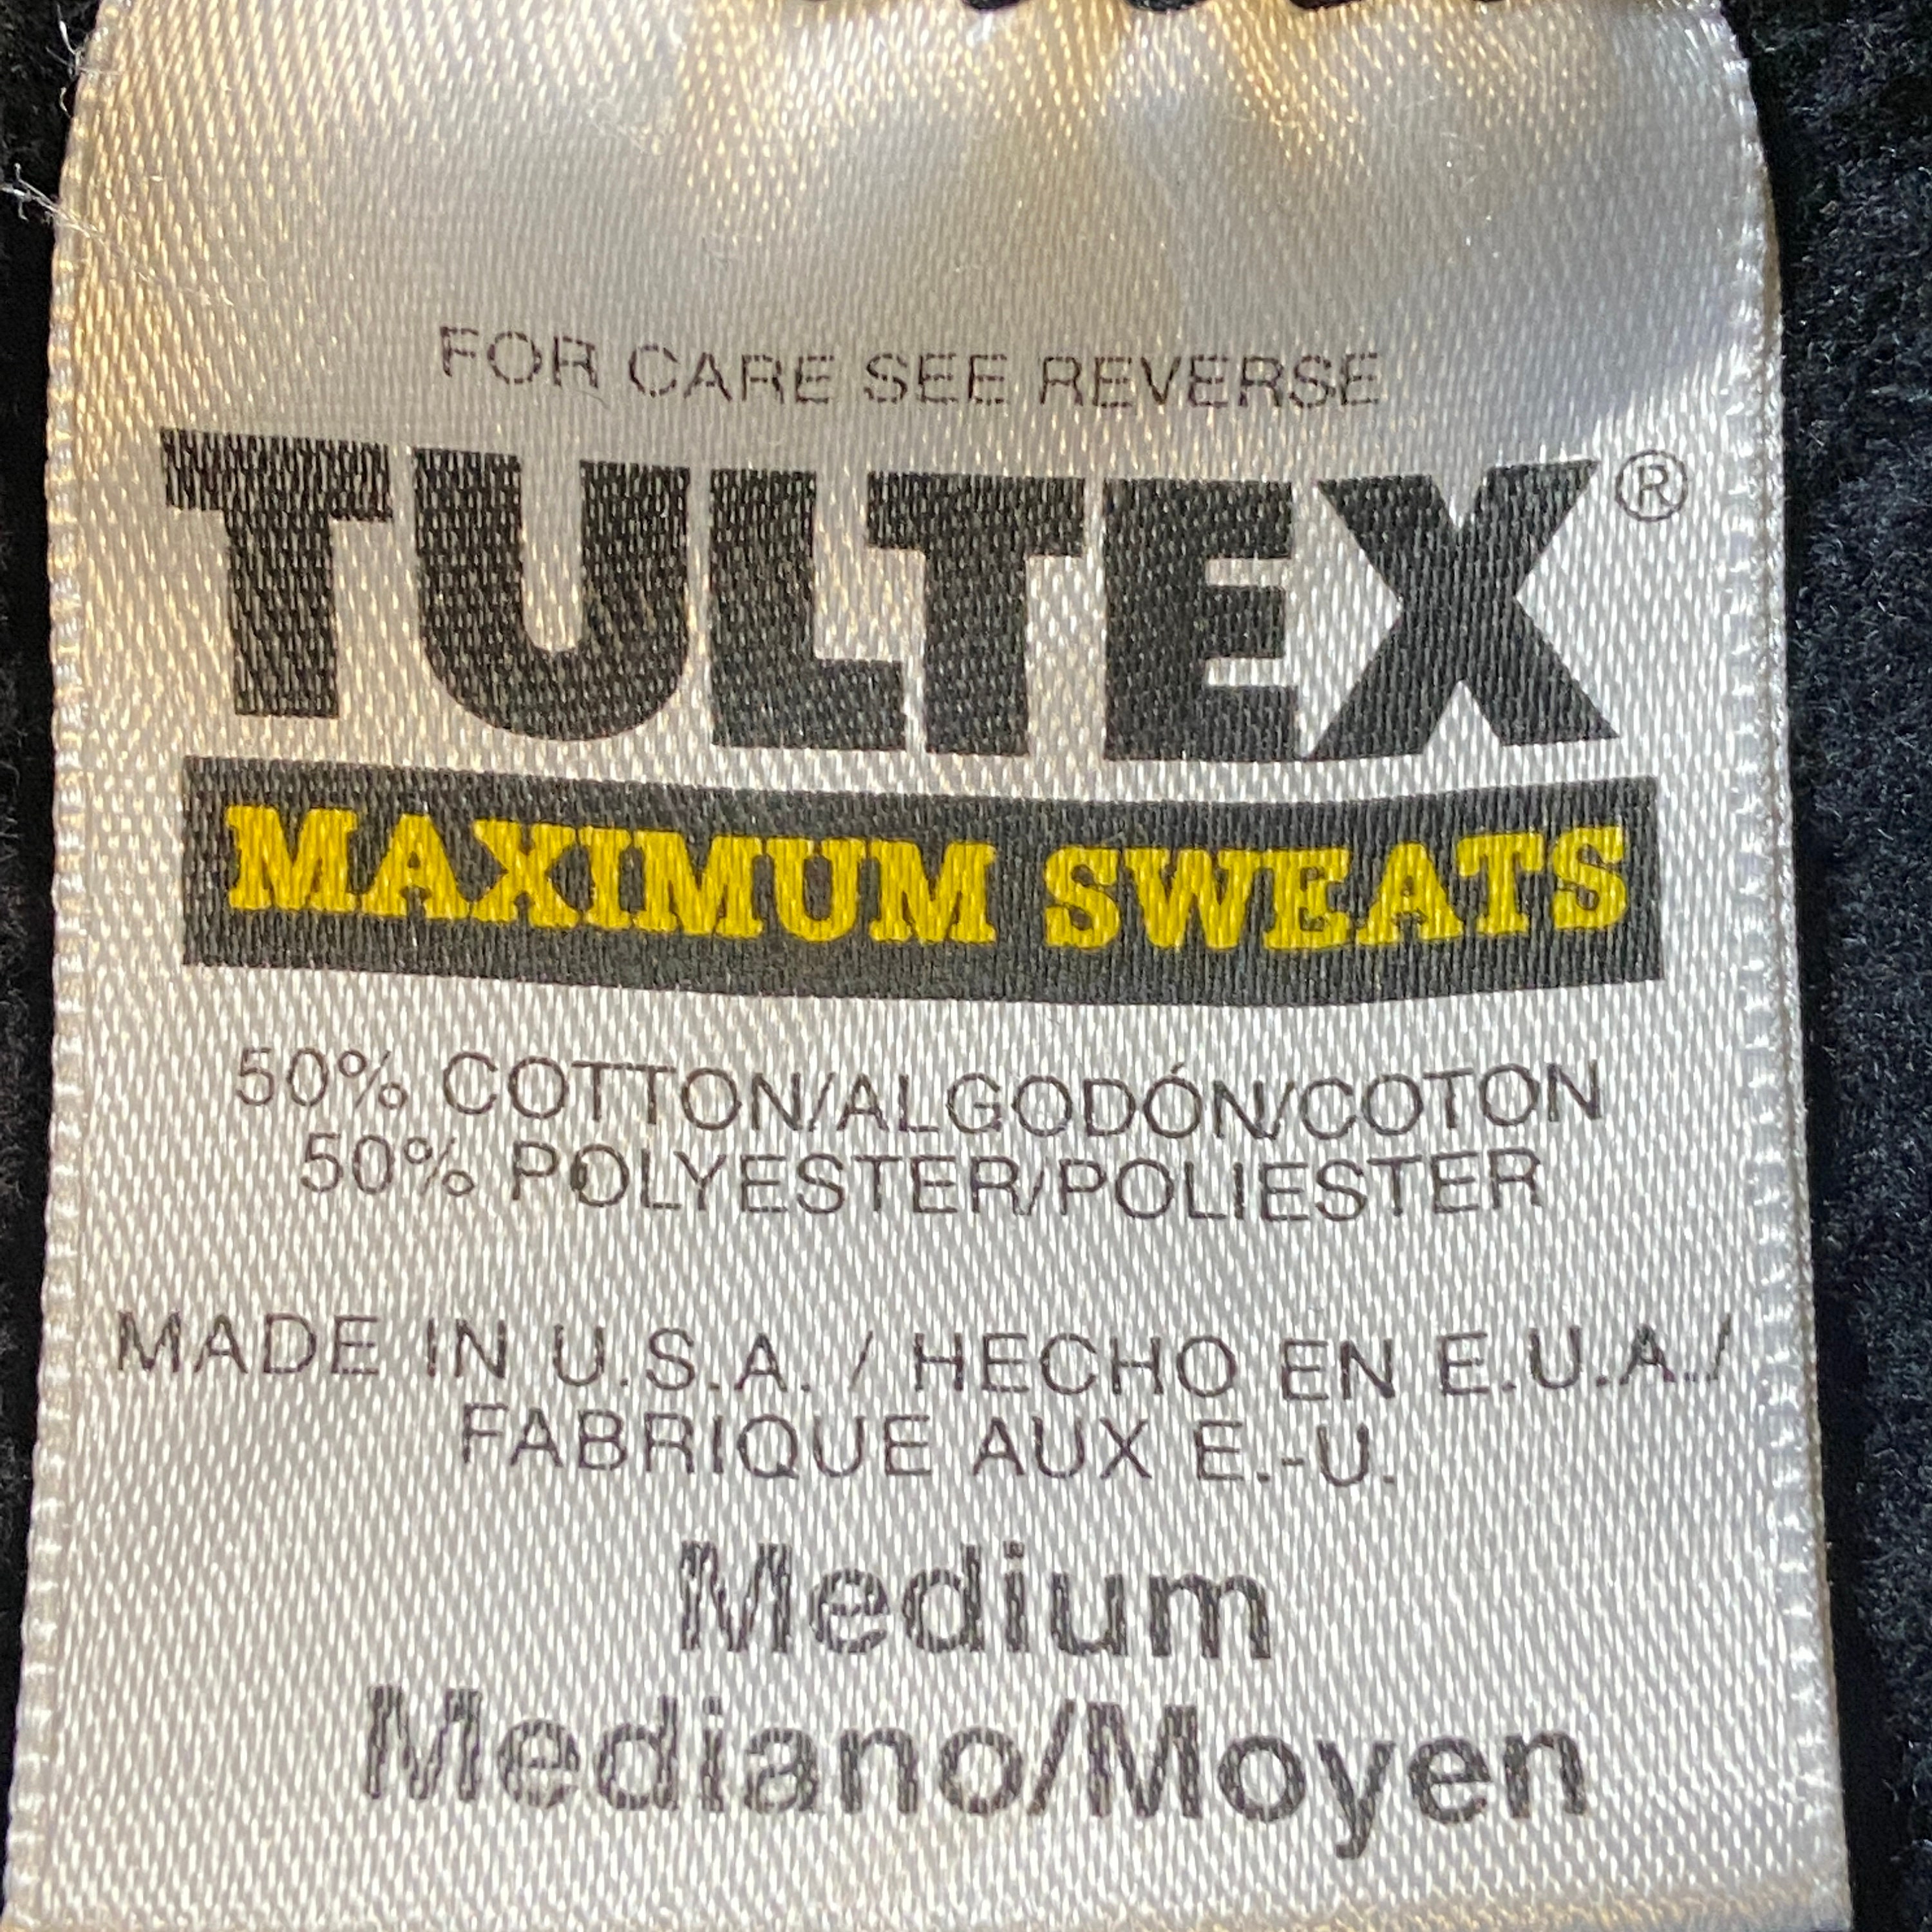 FOR CARE SEE REVERSE
TULTEX®
MAXIMUM SWEATS
50% COTTON/ALGODÓN/COTON
50% POLYESTER/POLIESTER
MADE IN U.S.A. / HECHO EN E.U.A./
FABRIQUE AUX E.-U.
Medium
Mediano/Moyen